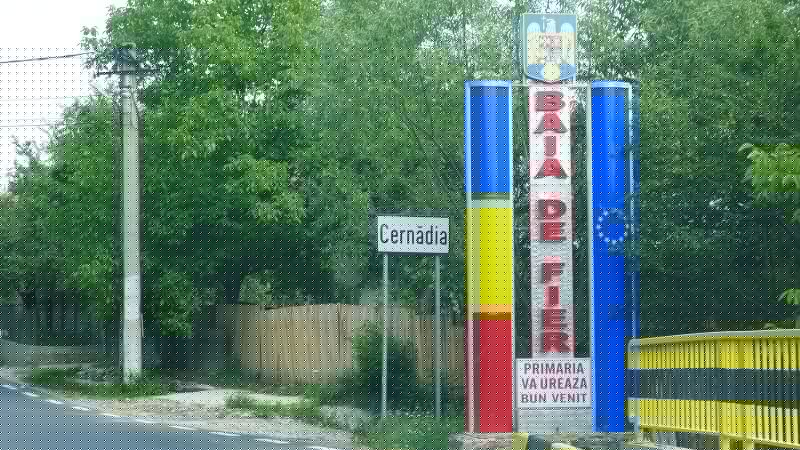 Cernădia
BAIA DE FIER
PRIMARIA
VA UREAZA
BUN VENIT